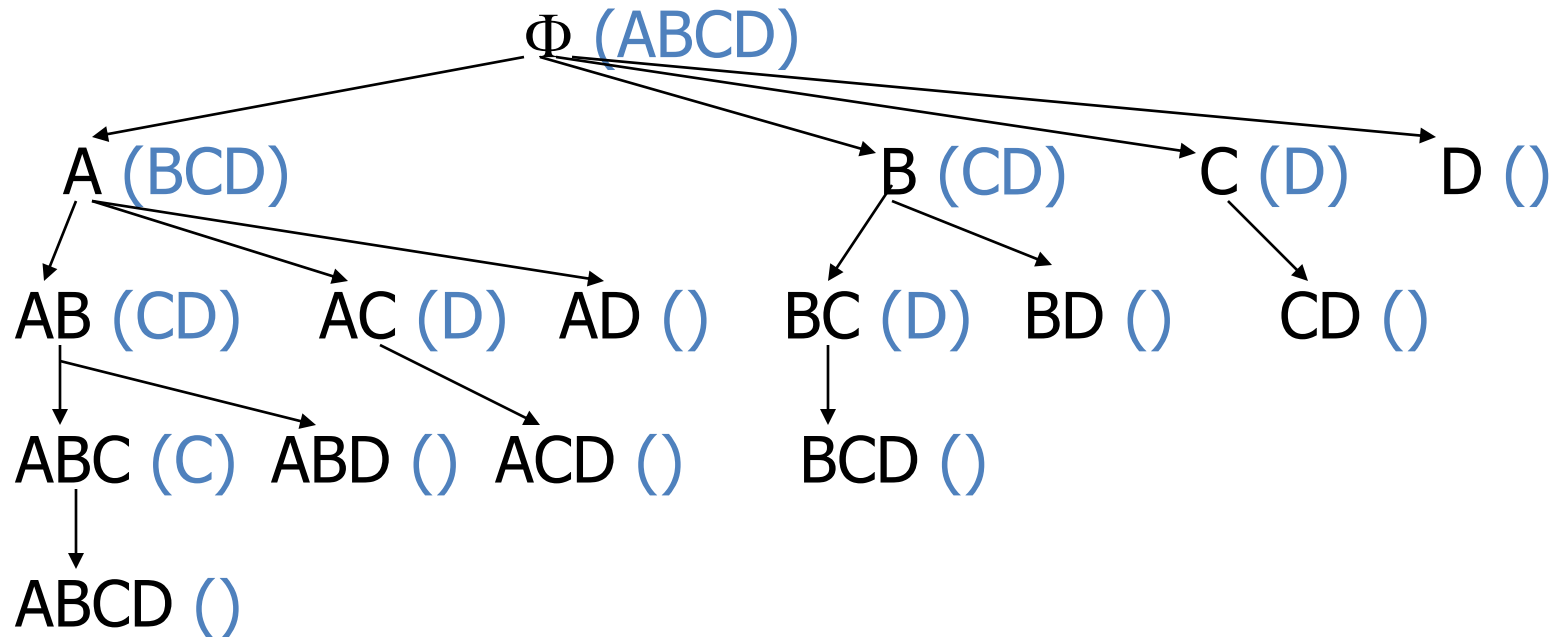 Φ (ABCD)
A (BCD) B (CD) C (D) D ()
AB (CD) AC (D) AD () BC (D) BD () CD ()
ABC (C) ABD () ACD () BCD ()
ABCD ()